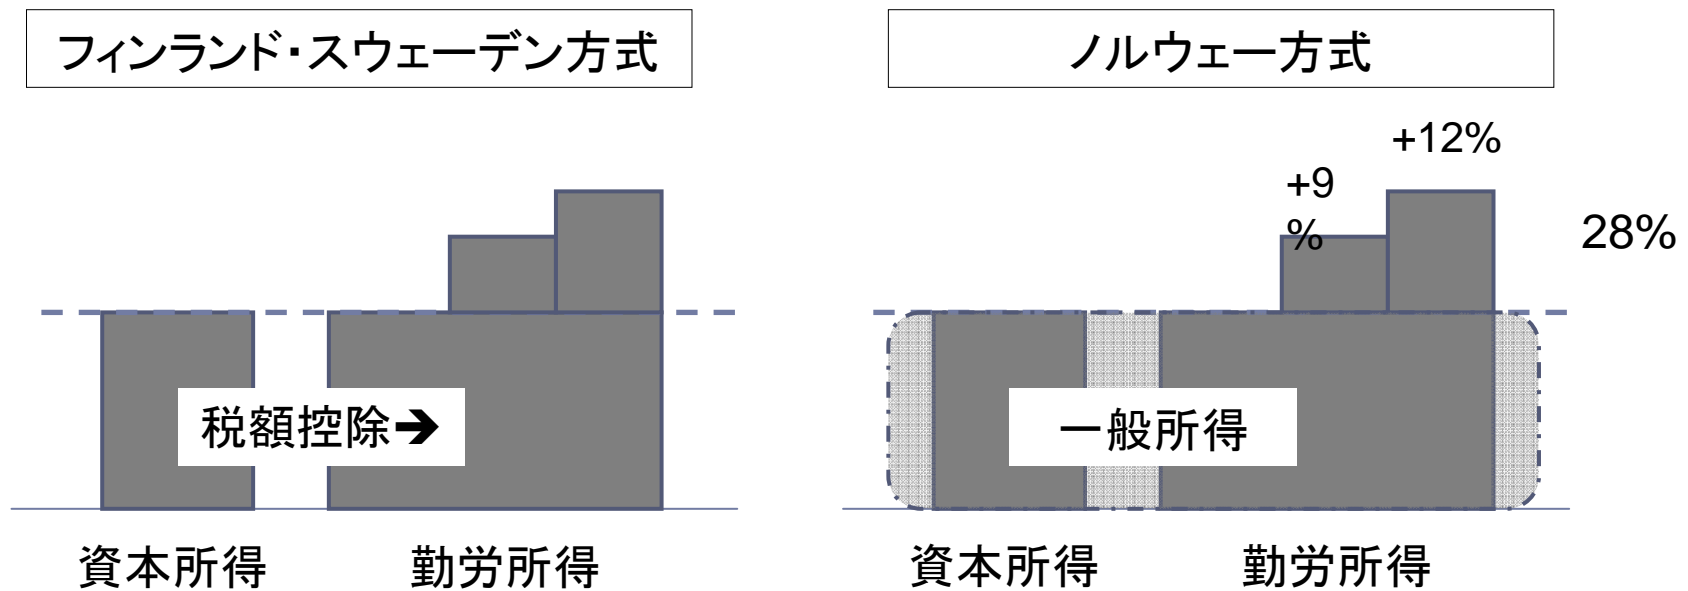 フィンランド・スウェーデン方式
税額控除➔
資本所得
勤労所得
ノルウェー方式
+12%
+9
%
28%
一般所得
資本所得
勤労所得